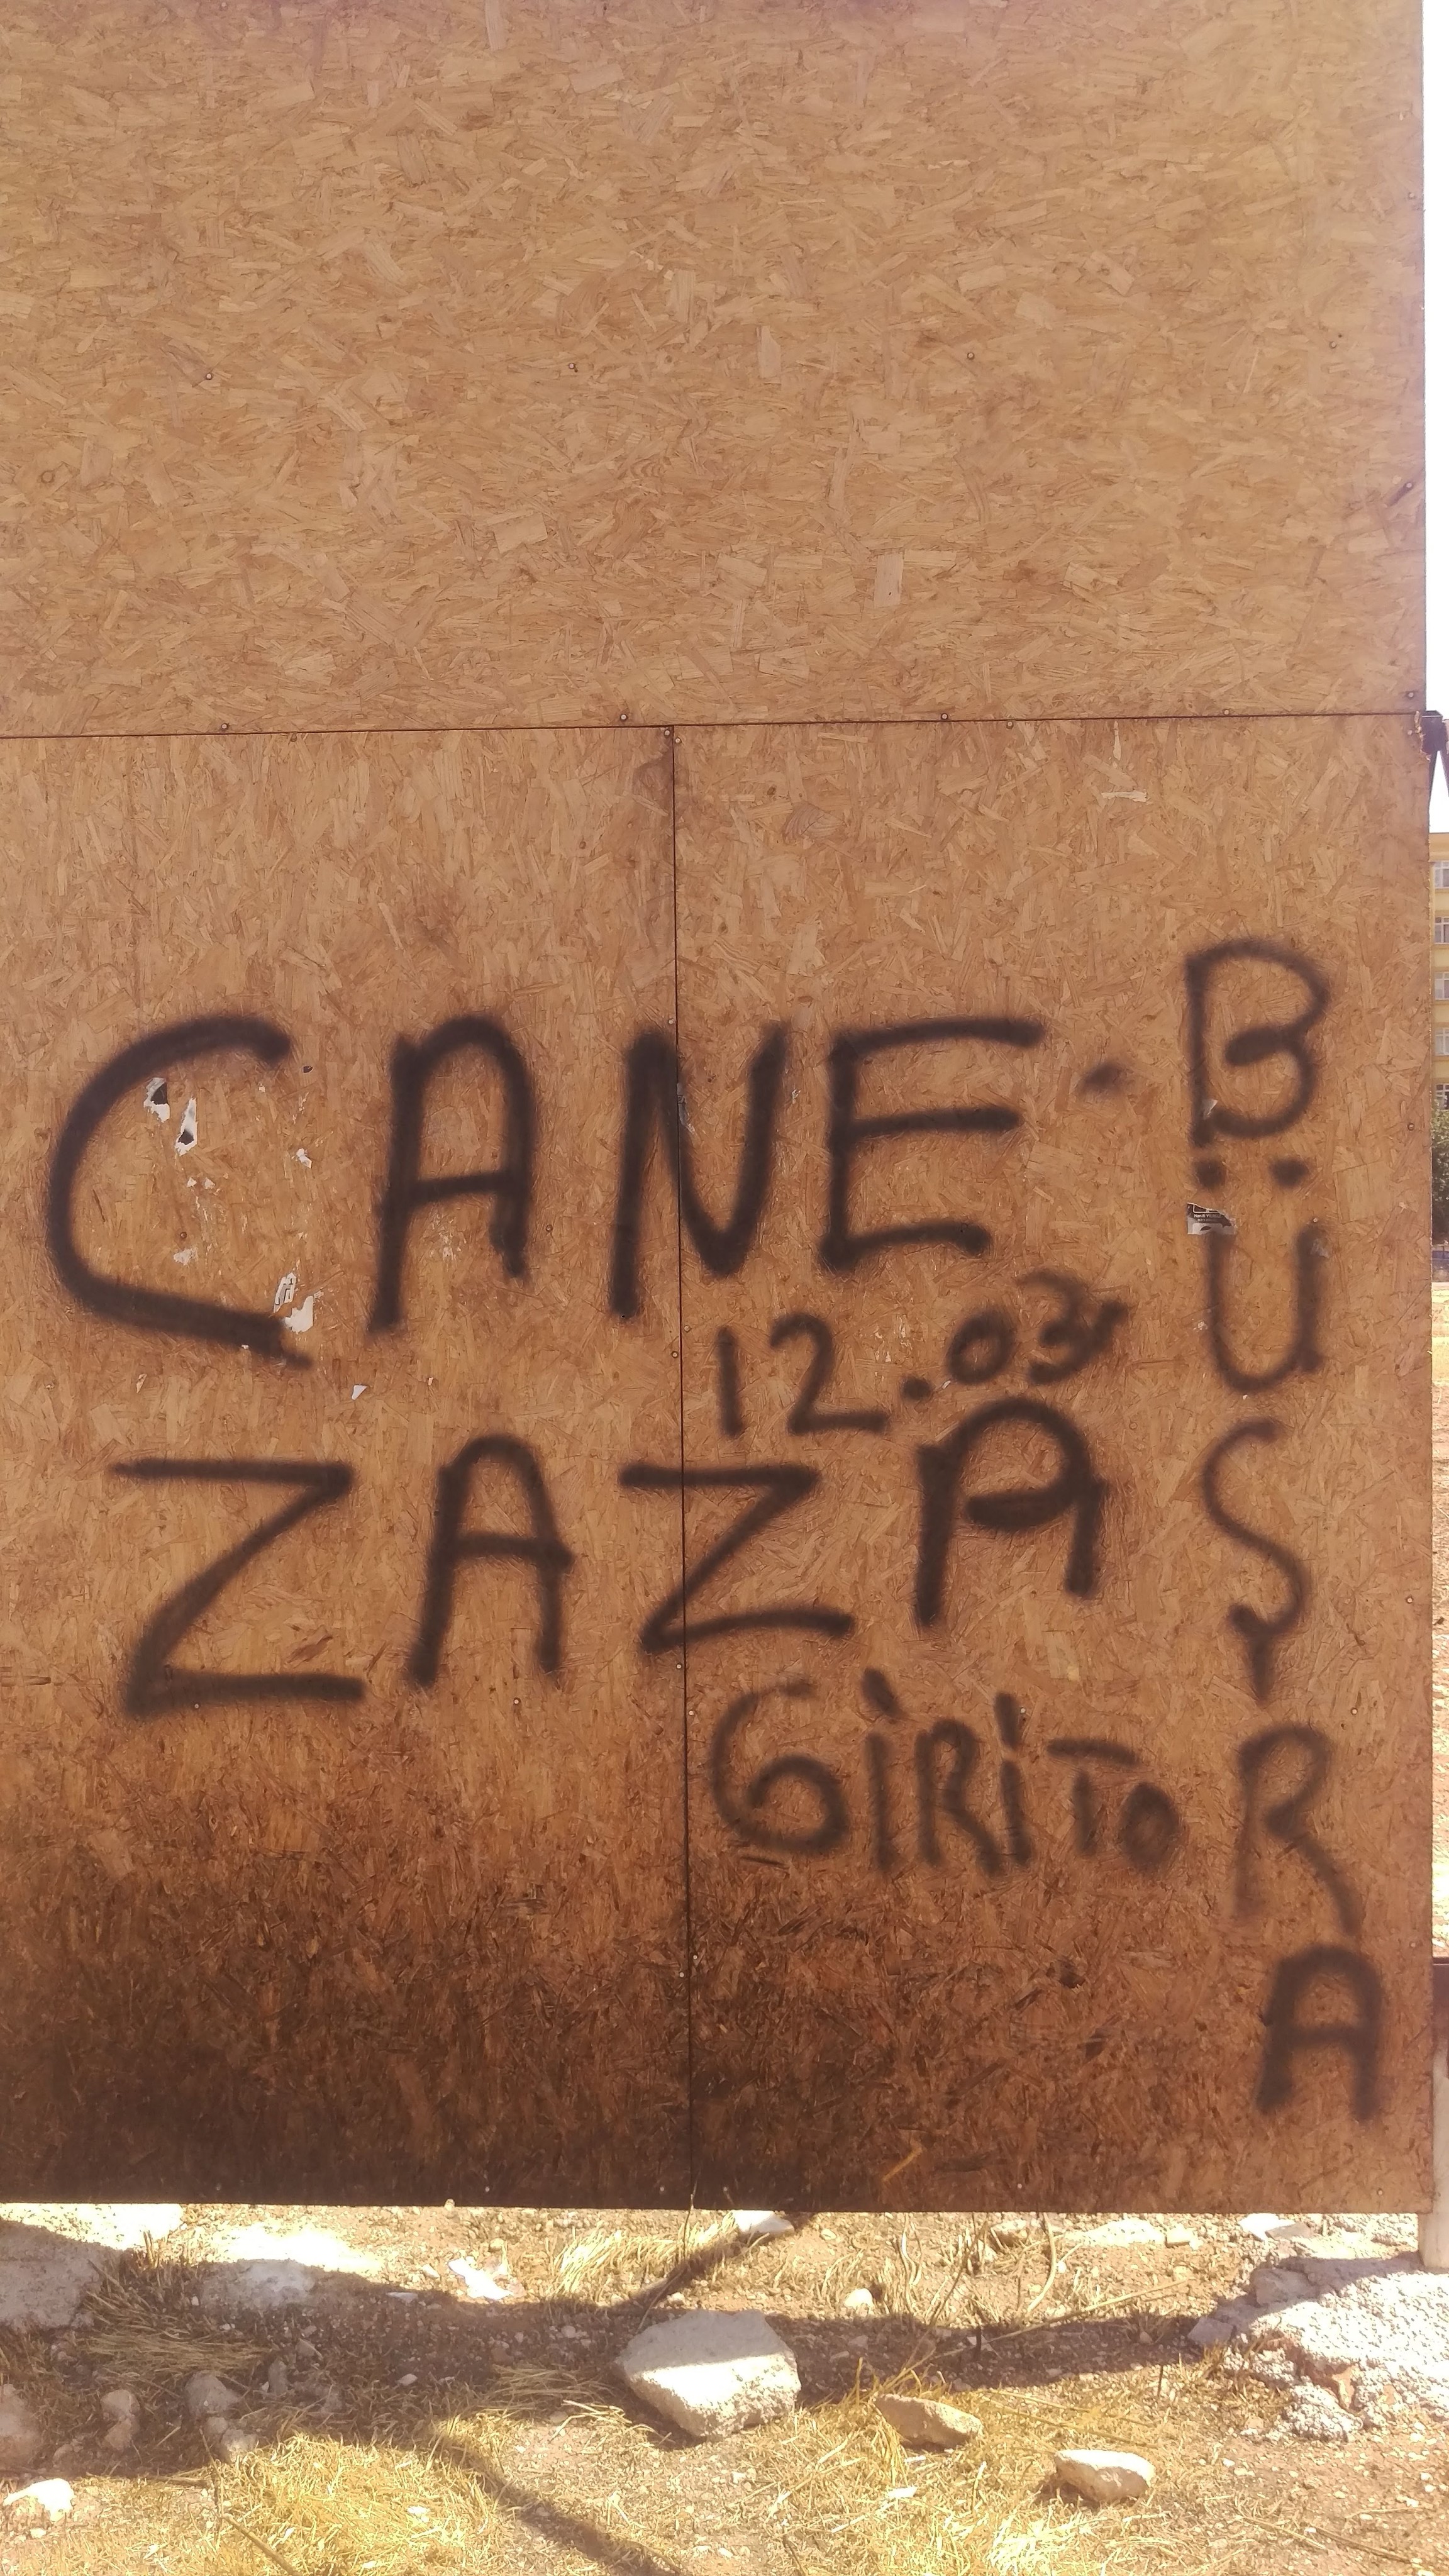 CANE.
12.03
ZAZA
GİRİTO
BÜŞRA